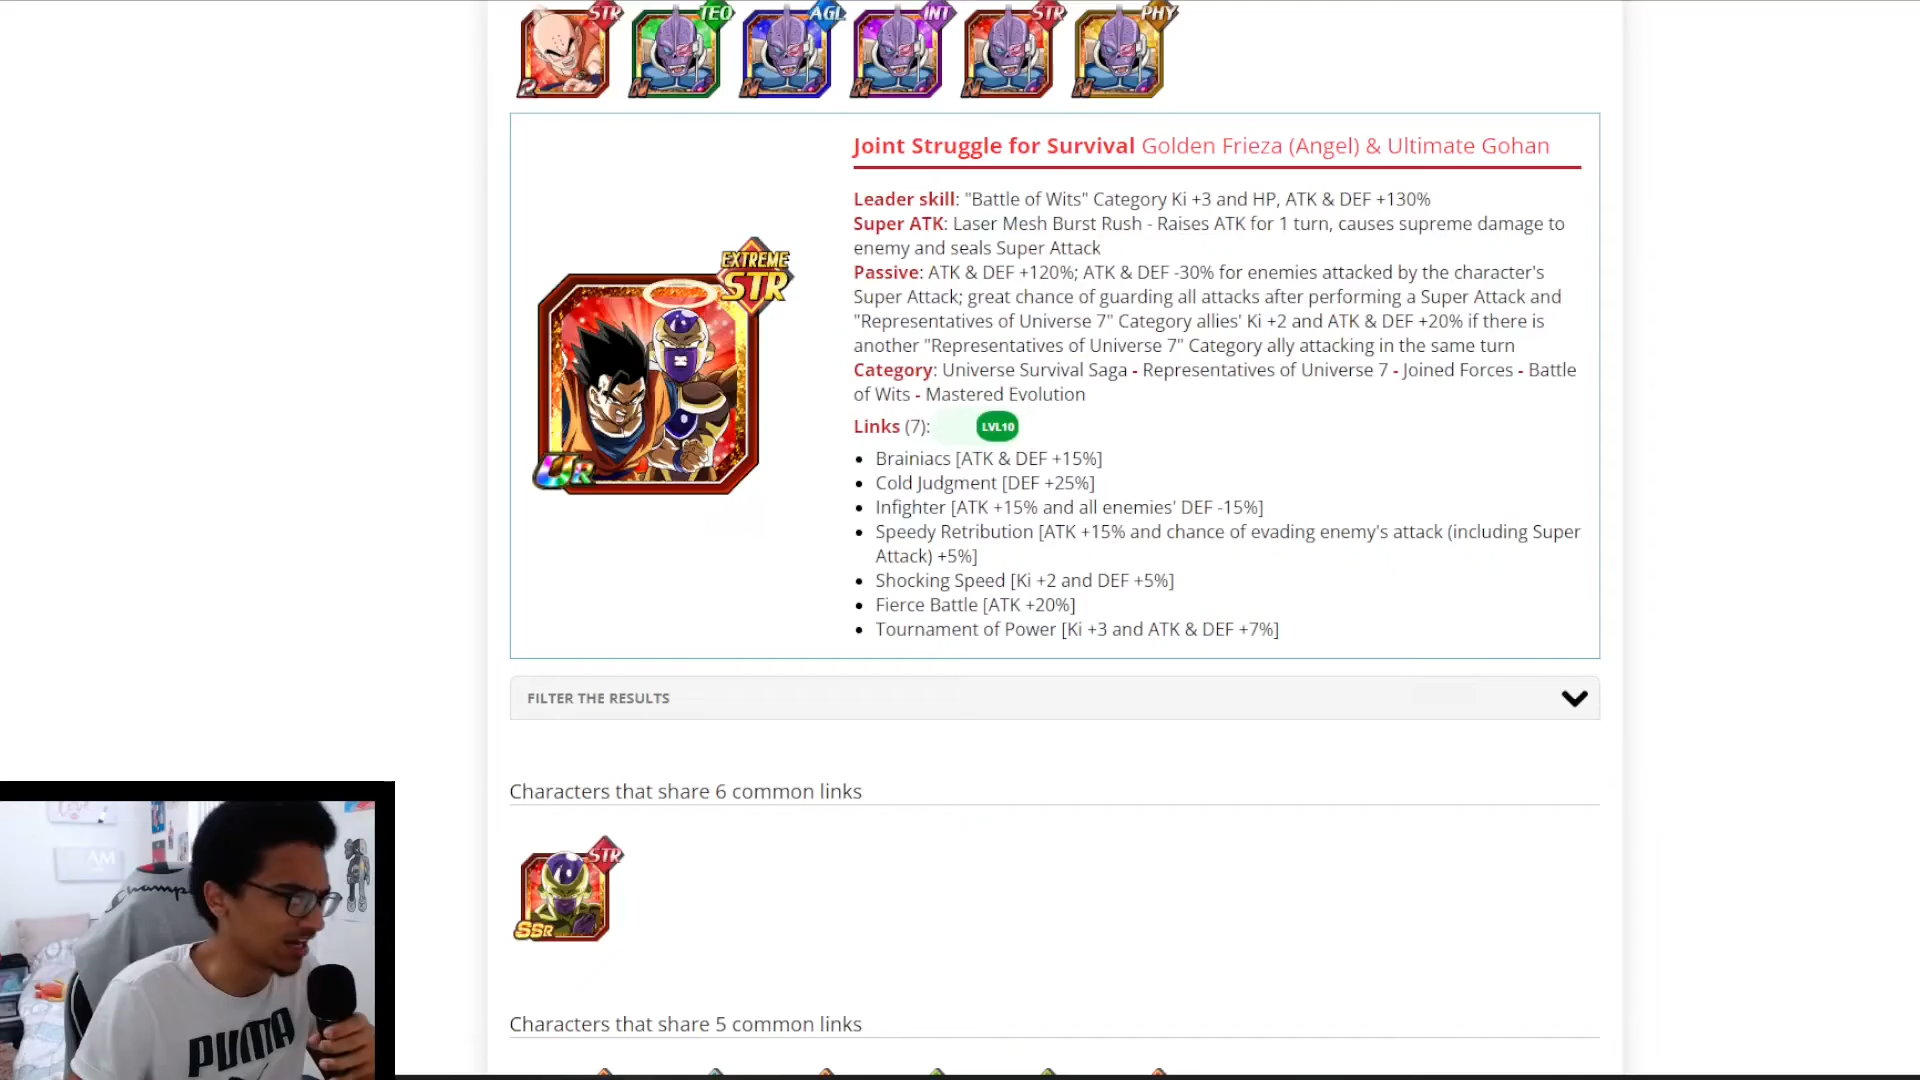 STR TEQ AGL INT STR PHY
R N N N N N
Joint Struggle for Survival Golden Frieza (Angel) & Ultimate Gohan
Leader skill: "Battle of Wits" Category Ki +3 and HP, ATK & DEF +130%
Super ATK: Laser Mesh Burst Rush - Raises ATK for 1 turn, causes supreme damage to
enemy and seals Super Attack
Passive: ATK & DEF +120%; ATK & DEF -30% for enemies attacked by the character's
Super Attack; great chance of guarding all attacks after performing a Super Attack and
"Representatives of Universe 7" Category allies' Ki +2 and ATK & DEF +20% if there is
another "Representatives of Universe 7" Category ally attacking in the same turn
Category: Universe Survival Saga - Representatives of Universe 7 - Joined Forces - Battle
of Wits - Mastered Evolution
Links (7): LVL10
• Brainiacs [ATK & DEF +15%]
• Cold Judgment [DEF +25%]
• Infighter [ATK +15% and all enemies' DEF -15%]
• Speedy Retribution [ATK +15% and chance of evading enemy's attack (including Super
Attack) +5%]
• Shocking Speed [Ki +2 and DEF +5%]
• Fierce Battle [ATK +20%]
• Tournament of Power [Ki +3 and ATK & DEF +7%]
EXTREME
STR
UR
FILTER THE RESULTS
Characters that share 6 common links
STR
SSR
Characters that share 5 common links
AM
Champ
PUMA